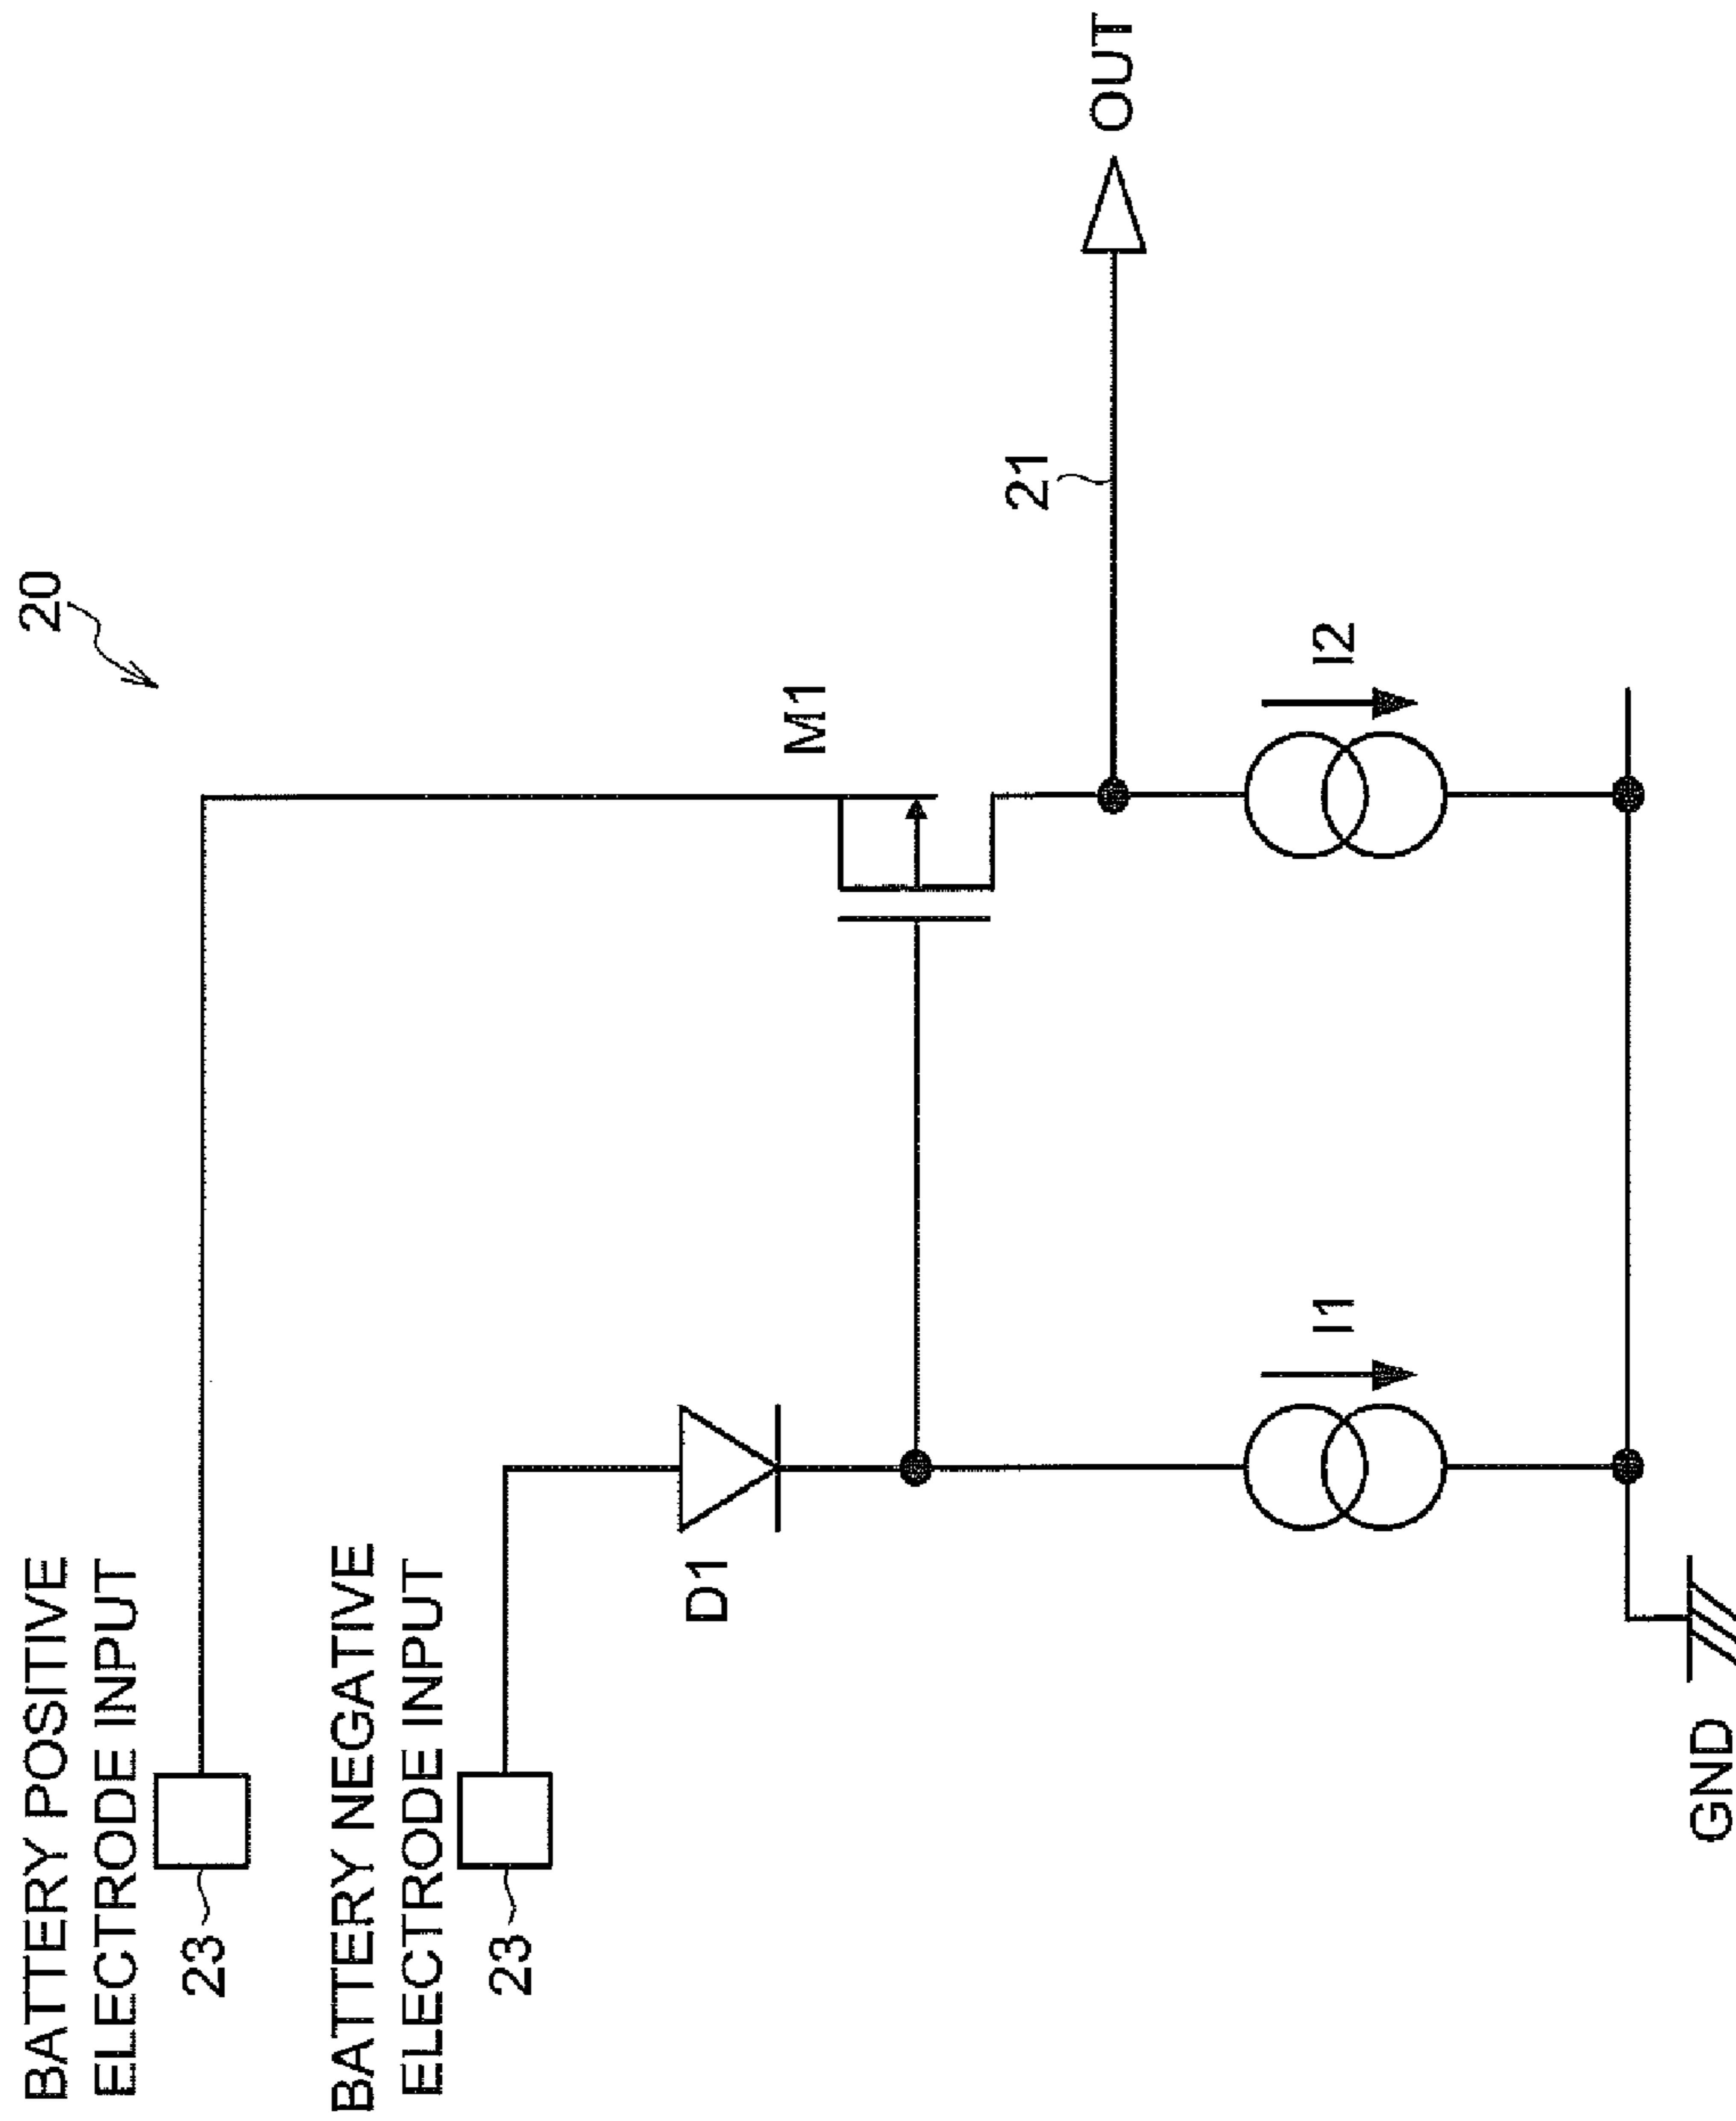 20
BATTERY POSITIVE
ELECTRODE INPUT
23
BATTERY NEGATIVE
ELECTRODE INPUT
23
D1
M1
21
OUT
I1
I2
GND